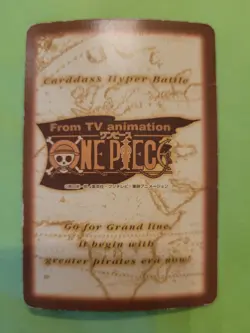 Carddass Hyper Battle
From TV animation
ワンピース
ONE PIECE
Go for Grand line.
it begin with
greater pirates era now!